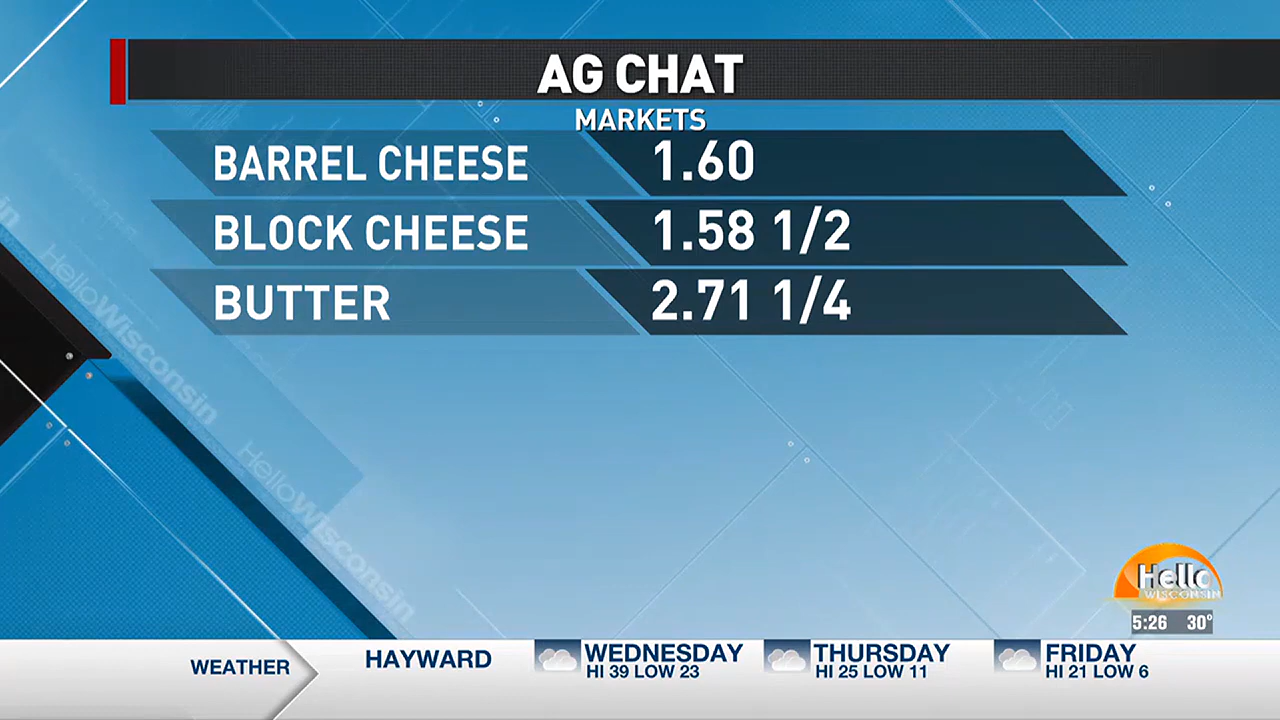 AG CHAT
MARKETS
BARREL CHEESE 1.60
BLOCK CHEESE 1.58 1/2
BUTTER 2.71 1/4
HelloWisconsin
HelloWisconsin
Hello
WISCONSIN
5:26 30°
WEATHER
HAYWARD
WEDNESDAY
HI 39 LOW 23
THURSDAY
HI 25 LOW 11
FRIDAY
HI 21 LOW 6